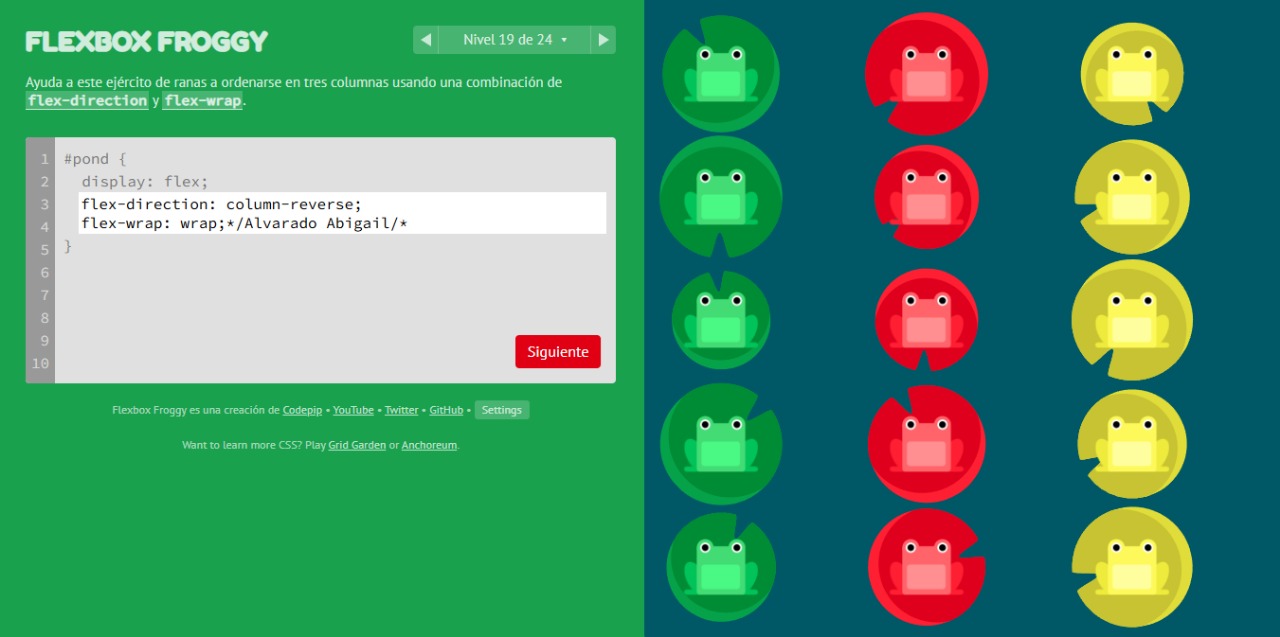 FLEXBOX FROGGY
Nivel 19 de 24
Ayuda a este ejército de ranas a ordenarse en tres columnas usando una combinación de
flex-direction y flex-wrap.
1 #pond {
2 display: flex;
3 flex-direction: column-reverse;
4 flex-wrap: wrap;*/Alvarado Abigail/*
5 }
6
7
8
9
10
Siguiente
Flexbox Froggy es una creación de Codepip • YouTube • Twitter • GitHub • Settings
Want to learn more CSS? Play Grid Garden or Anchoreum.